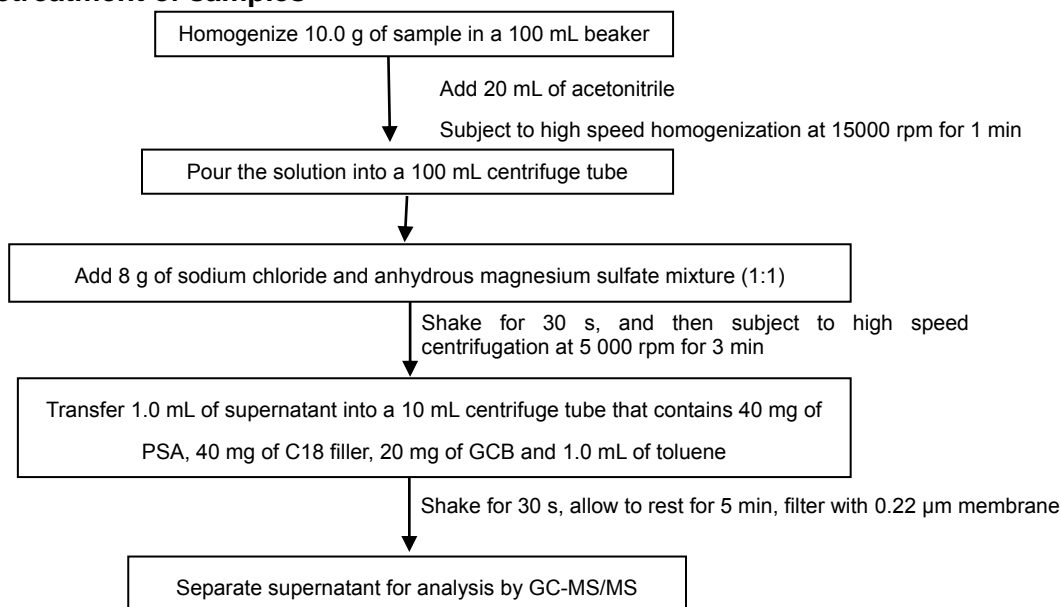 Homogenize 10.0 g of sample in a 100 mL beaker
Add 20 mL of acetonitrile
Subject to high speed homogenization at 15000 rpm for 1 min
Pour the solution into a 100 mL centrifuge tube
Add 8 g of sodium chloride and anhydrous magnesium sulfate mixture (1:1)
Shake for 30 s, and then subject to high speed
centrifugation at 5 000 rpm for 3 min
Transfer 1.0 mL of supernatant into a 10 mL centrifuge tube that contains 40 mg of
PSA, 40 mg of C18 filler, 20 mg of GCB and 1.0 mL of toluene
Shake for 30 s, allow to rest for 5 min, filter with 0.22 µm membrane
Separate supernatant for analysis by GC-MS/MS